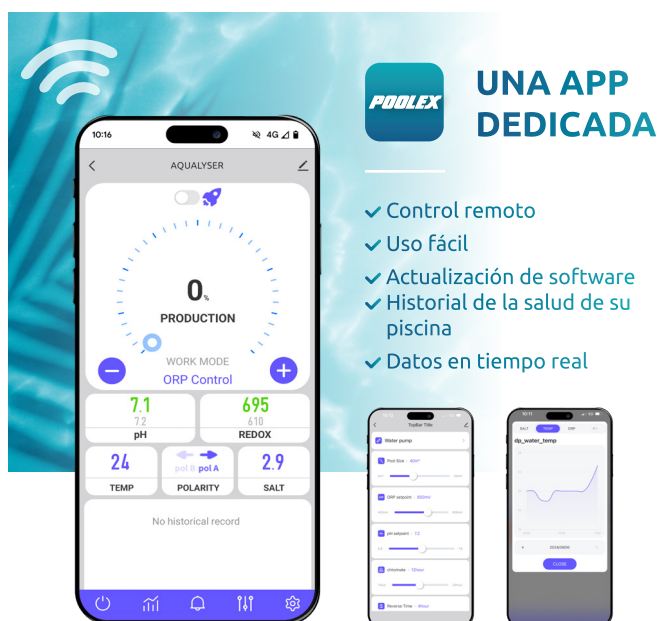 POOLEX
UNA APP
DEDICADA
Control remoto
Uso fácil
Actualización de software
Historial de la salud de su
piscina
Datos en tiempo real
10:16
4G
AQUALYSER
0%
PRODUCTION
WORK MODE
ORP Control
7.1
7.2
pH
695
610
REDOX
24
TEMP
pol B pol A
POLARITY
2.9
SALT
No historical record
TopBar Title
Water pump
Pool Size
ORP setpoint
pH setpoint
chlorinate
Reverse Time
10:11
SALT TEMP ORP
dp_water_temp
CLOSE